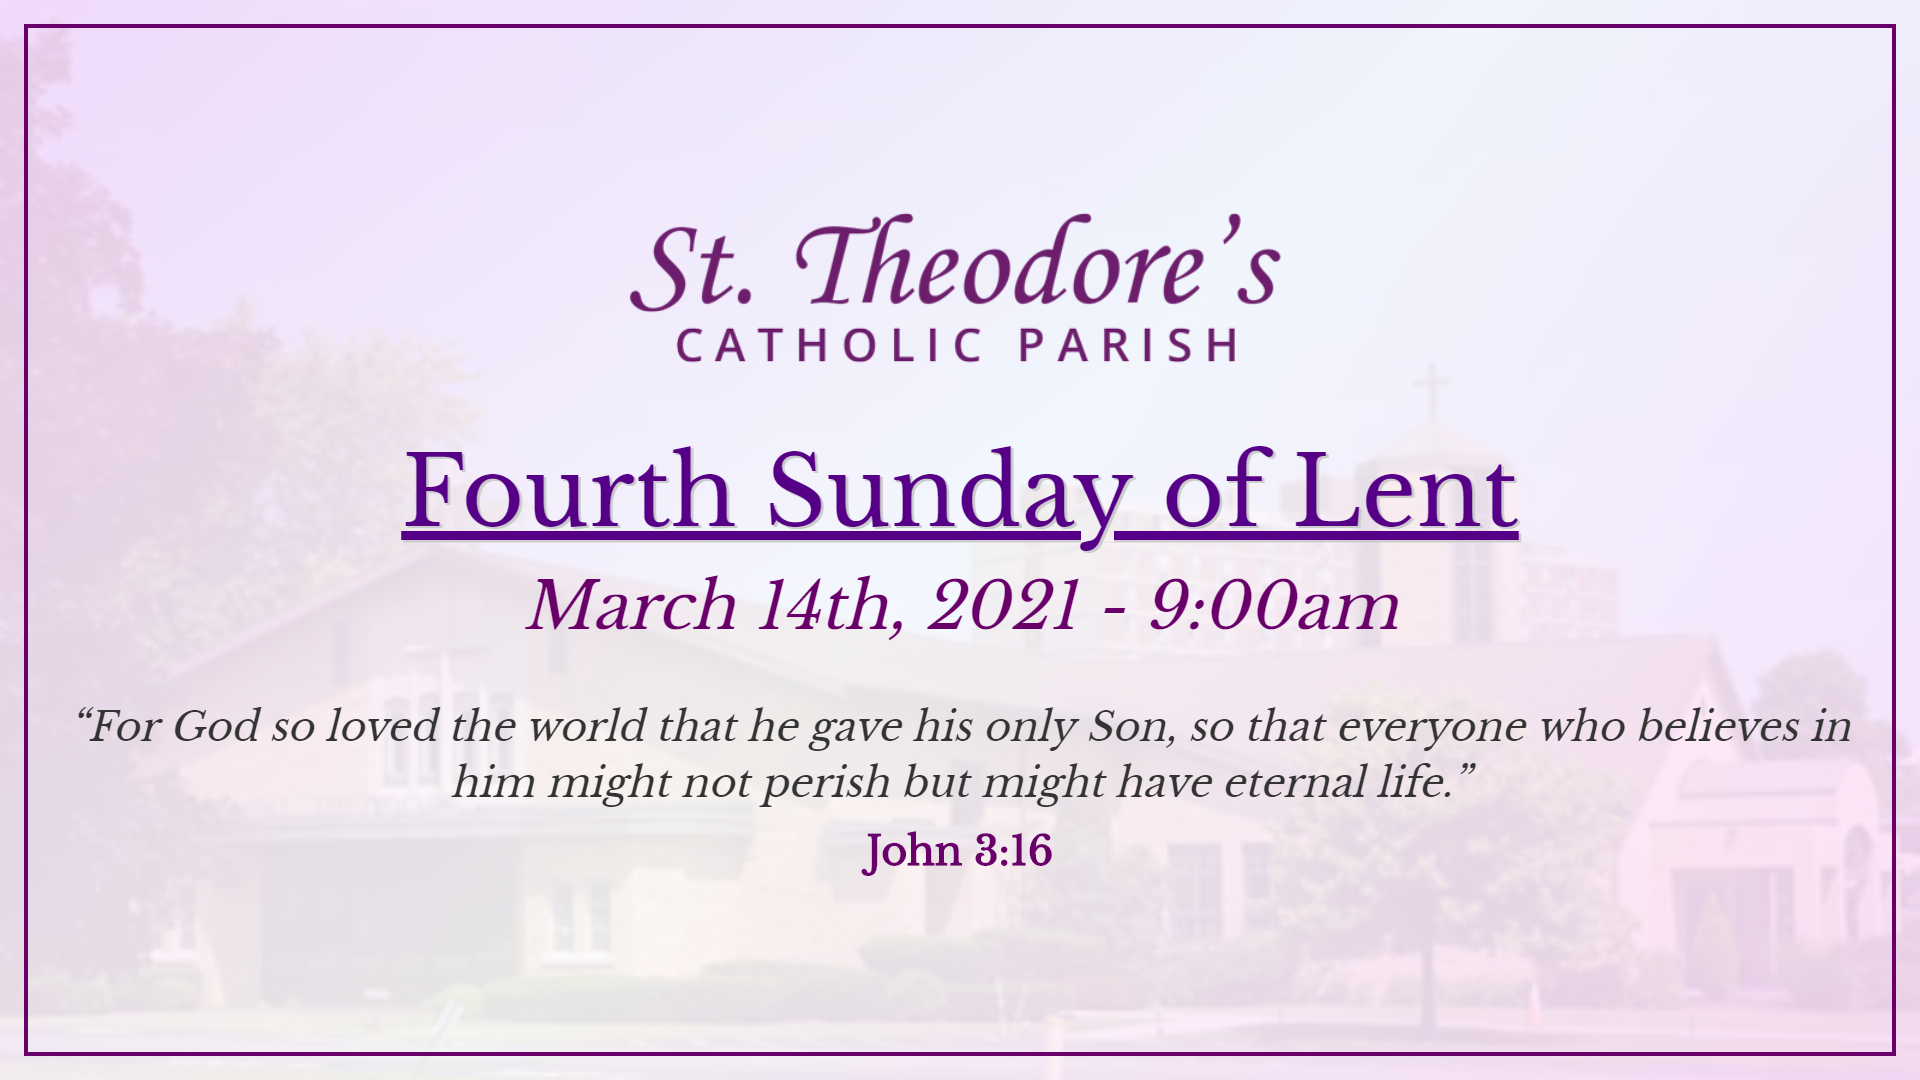 St. Theodore’s
CATHOLIC PARISH
Fourth Sunday of Lent
March 14th, 2021 - 9:00am
“For God so loved the world that he gave his only Son, so that everyone who believes in
him might not perish but might have eternal life.”
John 3:16